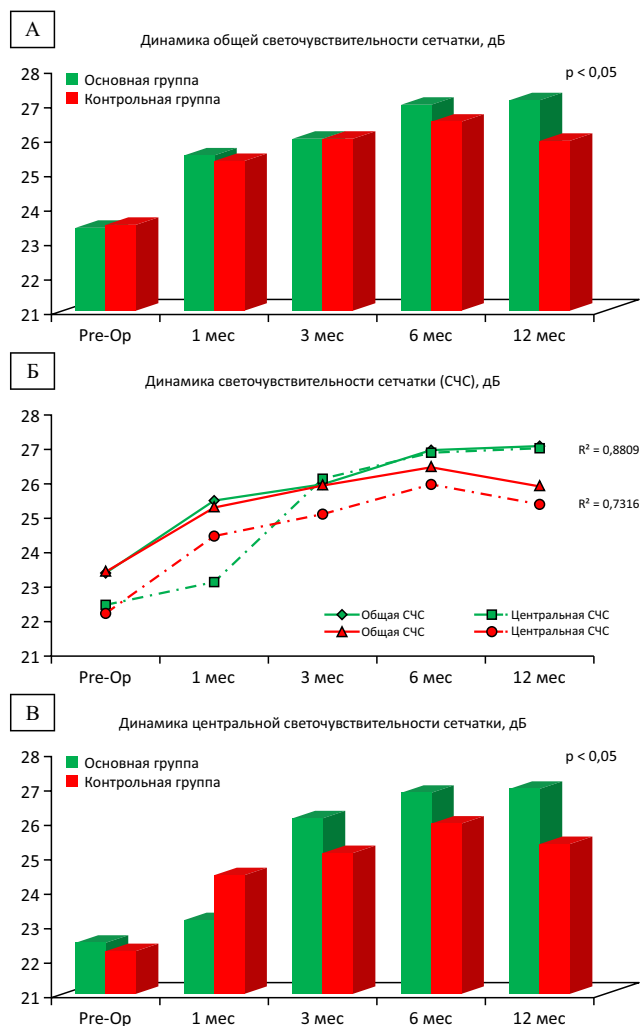 А
Динамика общей светочувствительности сетчатки, дБ
28
27
26
25
24
23
22
21
Основная группа
Контрольная группа
p < 0,05
Pre-Op 1 мес 3 мес 6 мес 12 мес
Б
Динамика светочувствительности сетчатки (СЧС), дБ
28
27
26
25
24
23
22
21
R² = 0,8809
R² = 0,7316
Общая СЧС Центральная СЧС
Общая СЧС Центральная СЧС
Pre-Op 1 мес 3 мес 6 мес 12 мес
В
Динамика центральной светочувствительности сетчатки, дБ
28
27
26
25
24
23
22
21
Основная группа
Контрольная группа
p < 0,05
Pre-Op 1 мес 3 мес 6 мес 12 мес